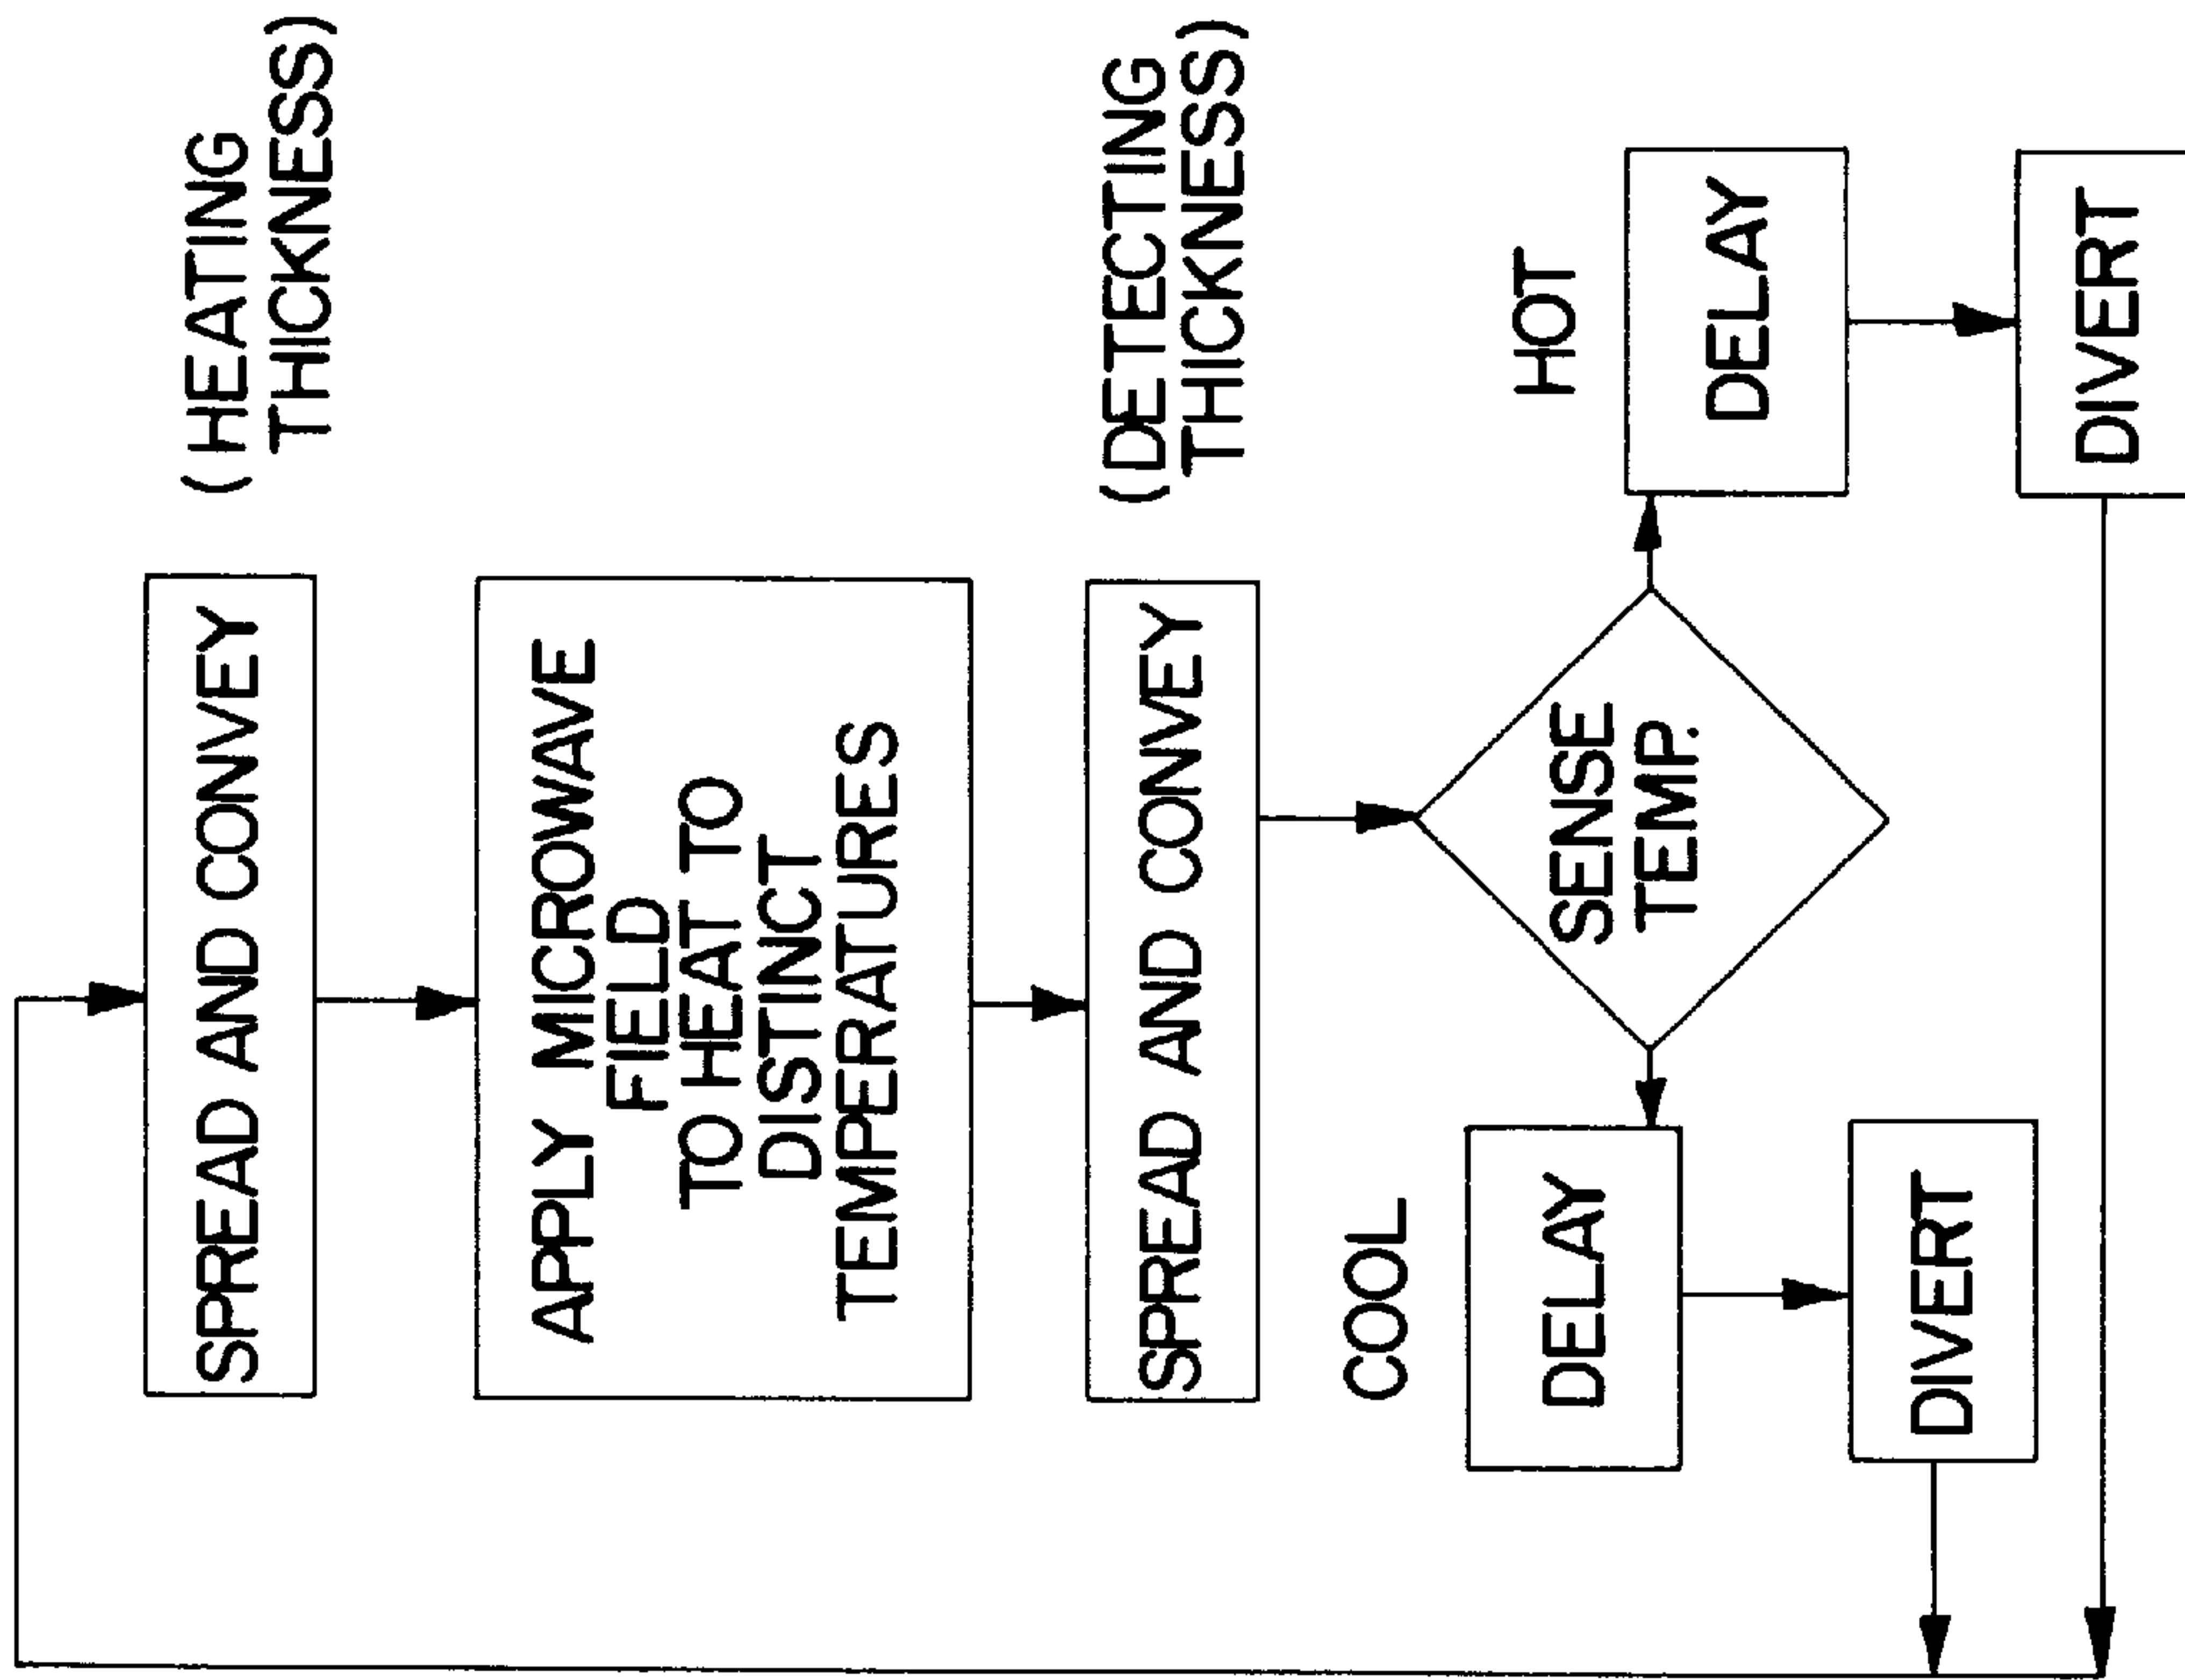 SPREAD AND CONVEY
(HEATING
THICKNESS)
APPLY MICROWAVE
FIELD
TO HEAT TO
DISTINCT
TEMPERATURES
SPREAD AND CONVEY
(DETECTING
THICKNESS)
SENSE
TEMP.
COOL
DELAY
DIVERT
HOT
DELAY
DIVERT